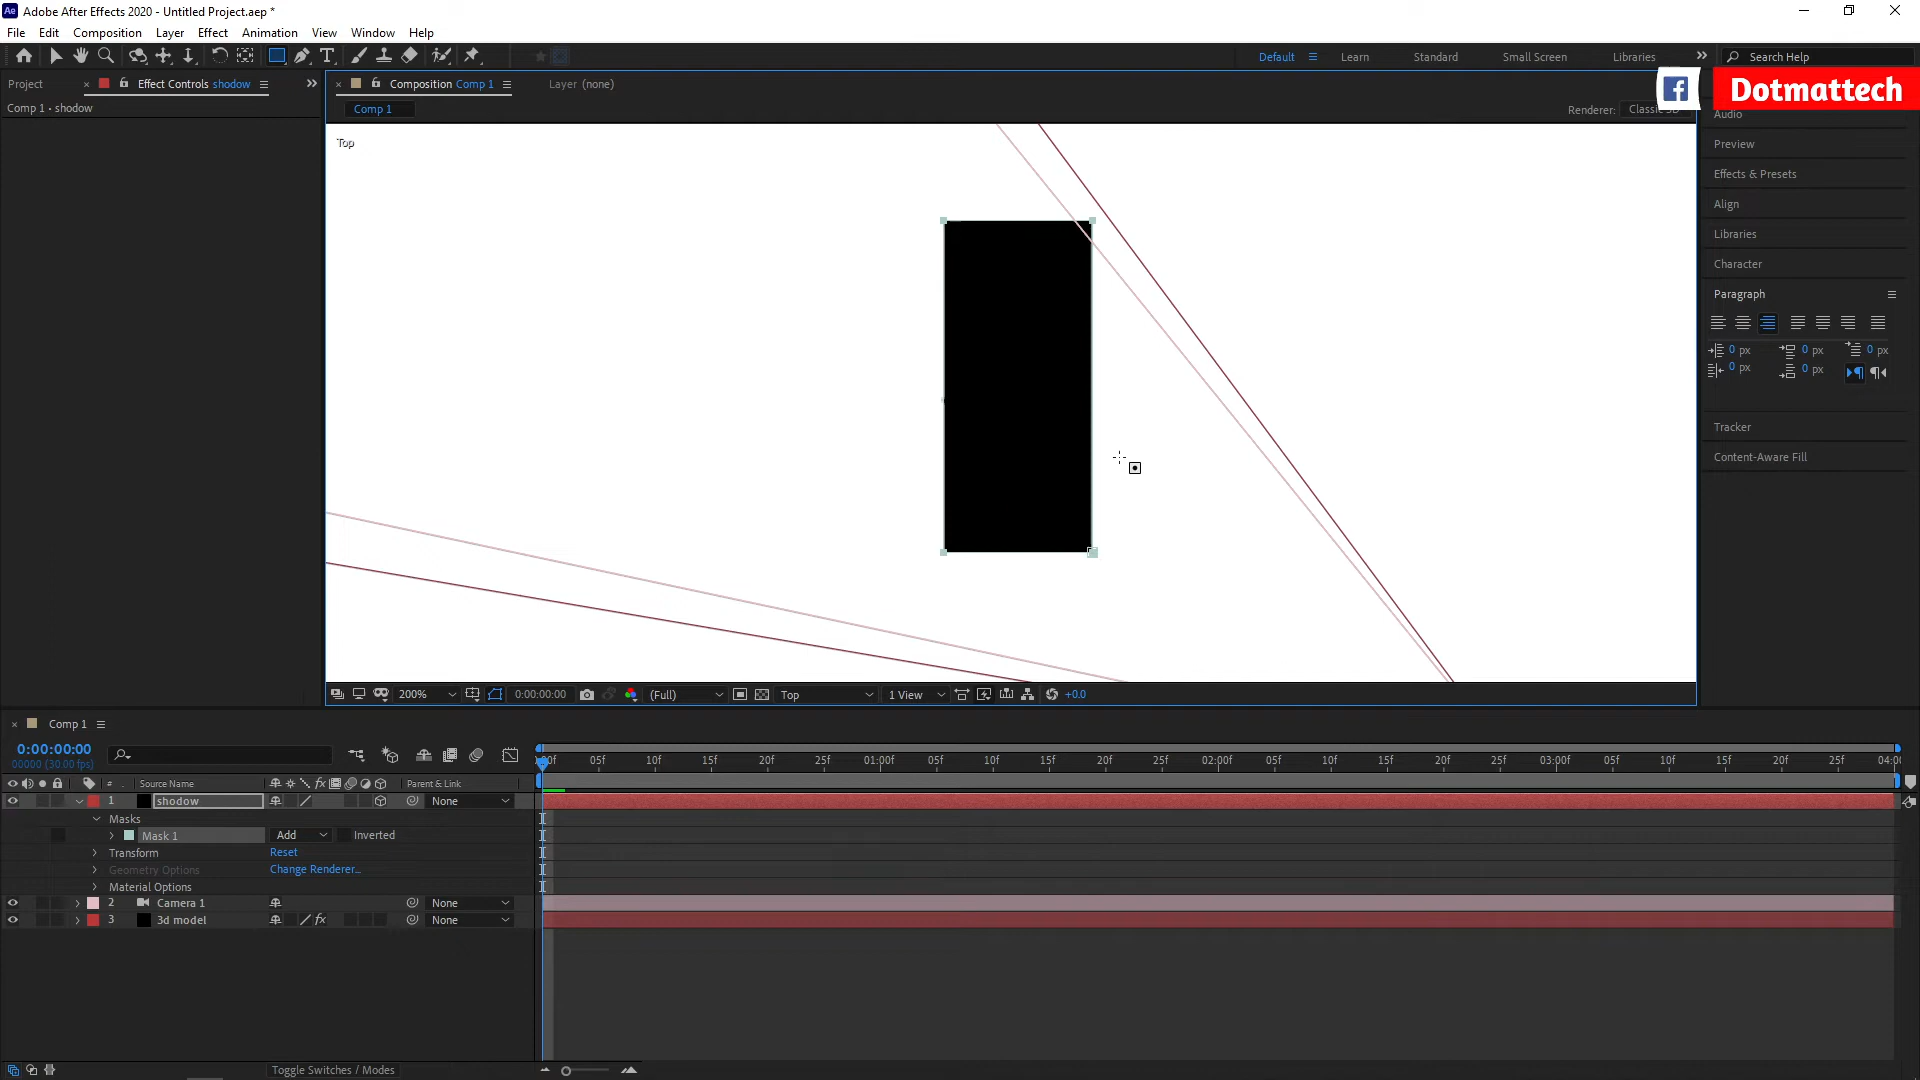 Adobe After Effects 2020 - Untitled Project.aep *
File Edit Composition Layer Effect Animation View Window Help
Default Learn Standard Small Screen Libraries Search Help
Dotmattech
Project Effect Controls shodow
Composition Comp 1 Layer (none)
Comp 1 • shodow
Comp 1
Renderer: Classic 3D
Top
Audio
Preview
Effects & Presets
Align
Libraries
Character
Paragraph
0 px 0 px 0 px
0 px 0 px
Tracker
Content-Aware Fill
200% 0:00:00:00 (Full) Top 1 View +0.0
Comp 1
0:00:00:00
00000 (30.00 fps)
05f 10f 15f 20f 25f 01:00f 05f 10f 15f 20f 25f 02:00f 05f 10f 15f 20f 25f 03:00f 05f 10f 15f 20f 25f 04:00
# Source Name Parent & Link
1 shodow None
Masks
Mask 1 Add Inverted
Transform Reset
Geometry Options Change Renderer...
Material Options
2 Camera 1 None
3 3d model None
Toggle Switches / Modes